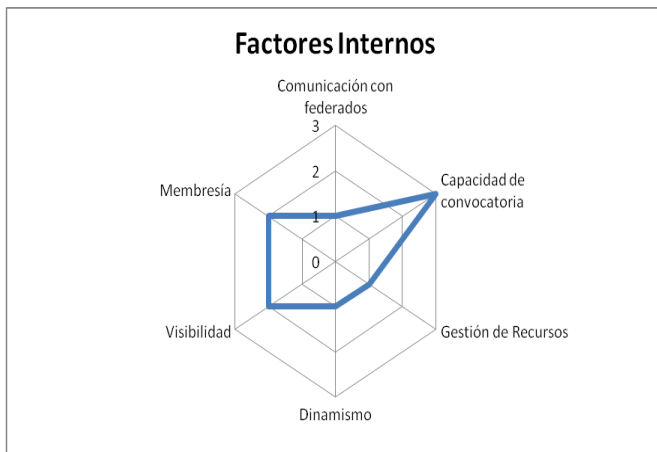 Factores Internos
Comunicación con
federados
3
Capacidad de
convocatoria
2
Membresía
1
0
Visibilidad
Gestión de Recursos
Dinamismo